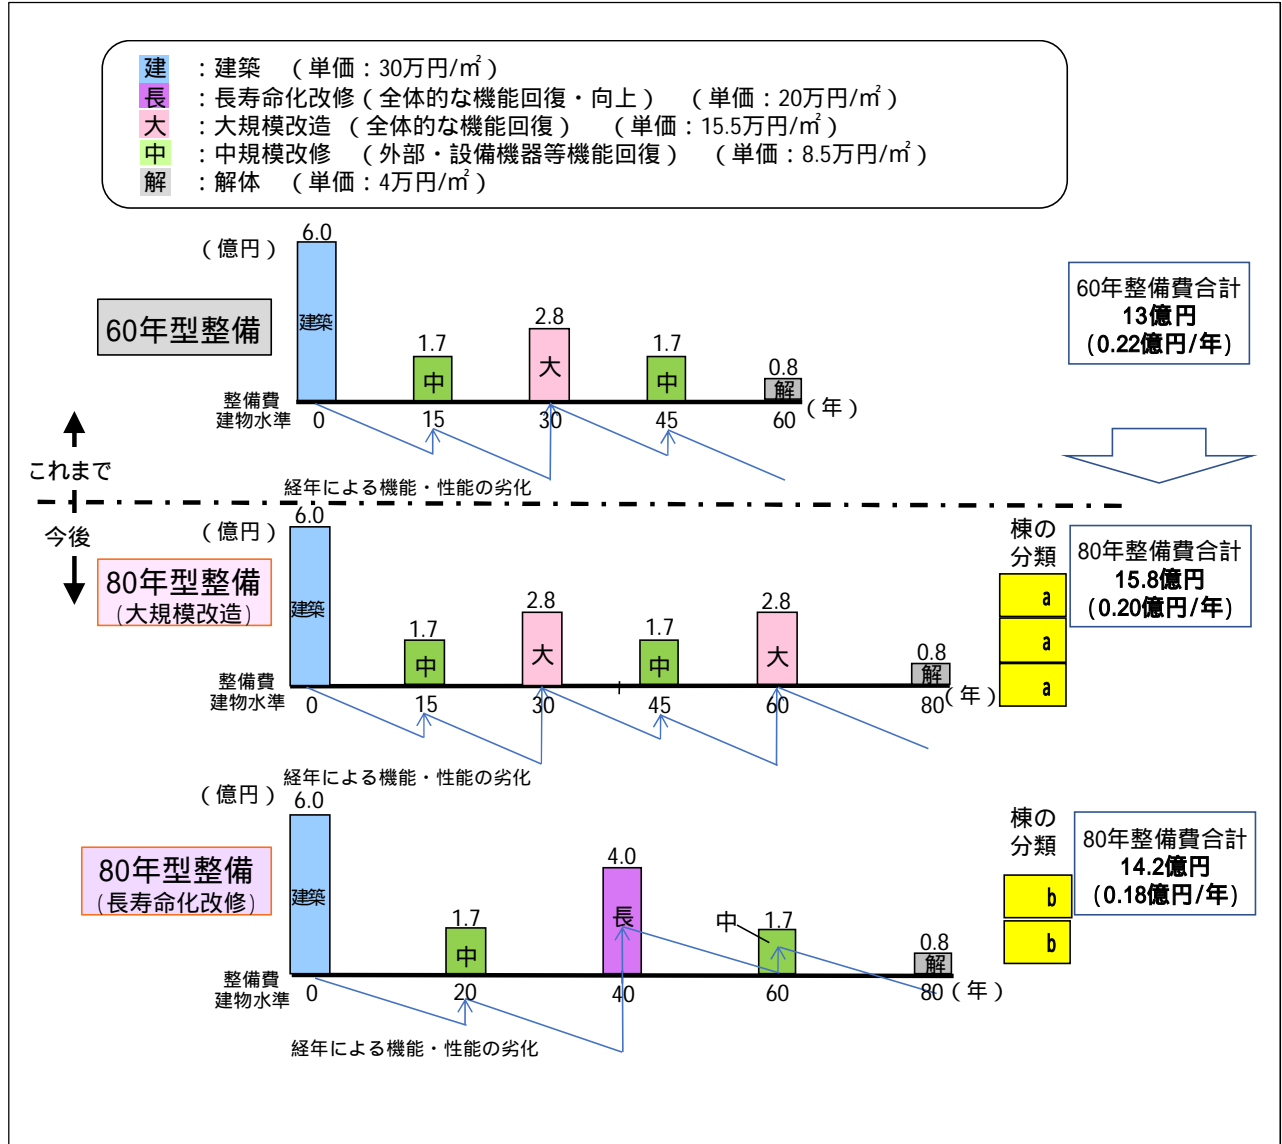 建 ：建築 （単価：30万円/㎡）
長 ：長寿命化改修（全体的な機能回復・向上） （単価：20万円/㎡）
大 ：大規模改造 （全体的な機能回復） （単価：15.5万円/㎡）
中 ：中規模改修 （外部・設備機器等機能回復） （単価：8.5万円/㎡）
解 ：解体 （単価：4万円/㎡）
（億円）
6.0
60年型整備
建築
1.7
中
2.8
大
1.7
中
0.8
解
整備費
建物水準
0
15
30
45
60
（年）
60年整備費合計
13億円
(0.22億円/年)
経年による機能・性能の劣化
これまで
今後
（億円）
6.0
80年型整備
(大規模改造)
建築
1.7
中
2.8
大
1.7
中
2.8
大
0.8
解
整備費
建物水準
0
15
30
45
60
80
（年）
棟の
分類
a
a
a
80年整備費合計
15.8億円
(0.20億円/年)
経年による機能・性能の劣化
（億円）
6.0
80年型整備
(長寿命化改修)
建築
1.7
中
4.0
長
中
1.7
0.8
解
整備費
建物水準
0
20
40
60
80
（年）
棟の
分類
b
b
80年整備費合計
14.2億円
(0.18億円/年)
経年による機能・性能の劣化